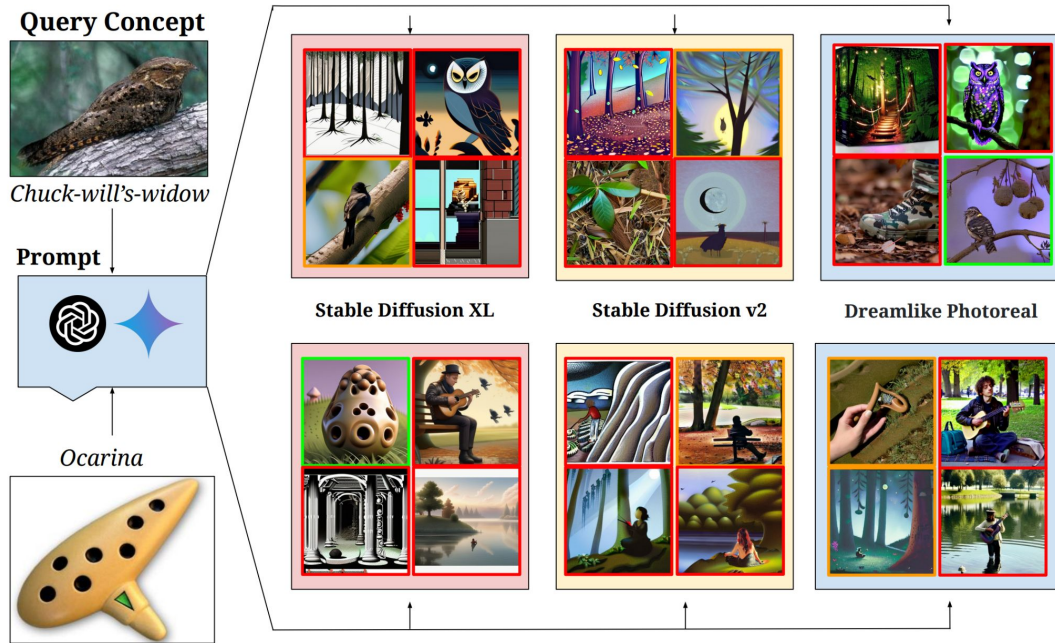 Query Concept
Chuck-will's-widow
Prompt
Ocarina
Stable Diffusion XL
Stable Diffusion v2
Dreamlike Photoreal